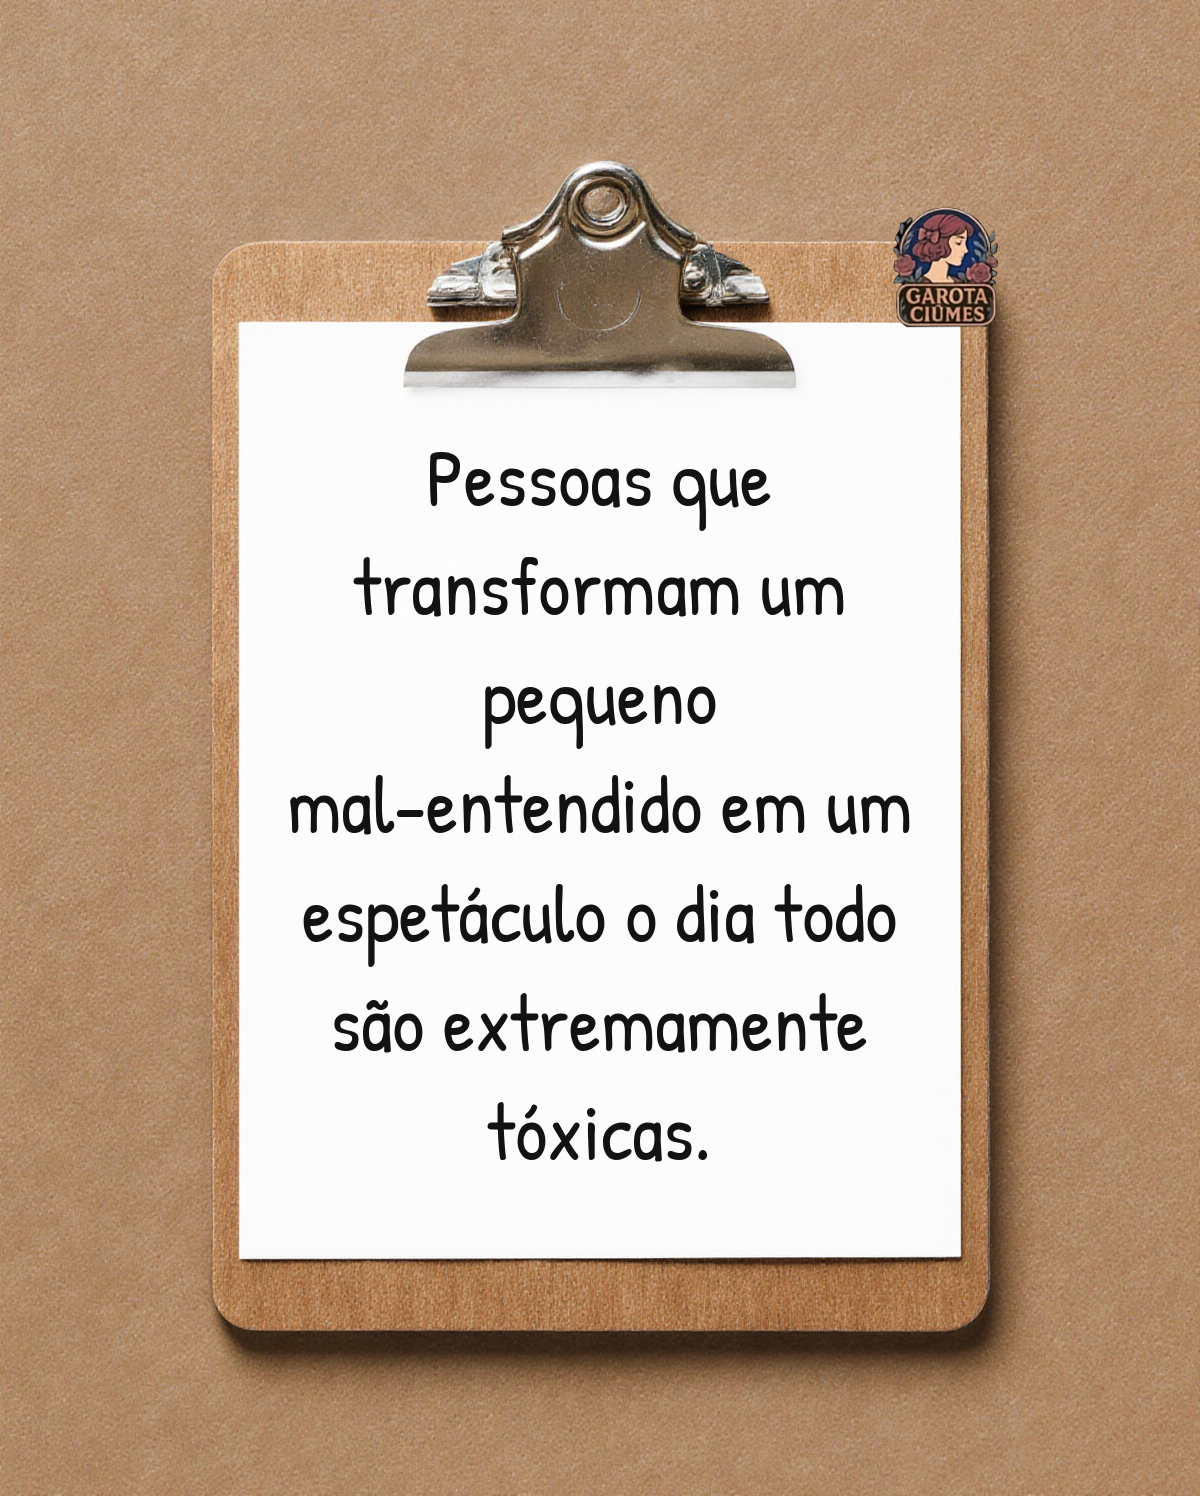 GAROTA
CIÚMES
Pessoas que
transformam um
pequeno
mal-entendido em um
espetáculo o dia todo
são extremamente
tóxicas.